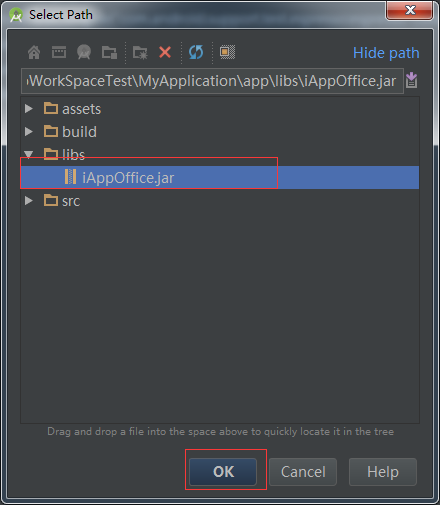 Select Path
Hide path
WorkSpaceTest\MyApplication\app\libs\iAppOffice.jar
assets
build
libs
iAppOffice.jar
src
Drag and drop a file into the space above to quickly locate it in the tree
OK
Cancel
Help